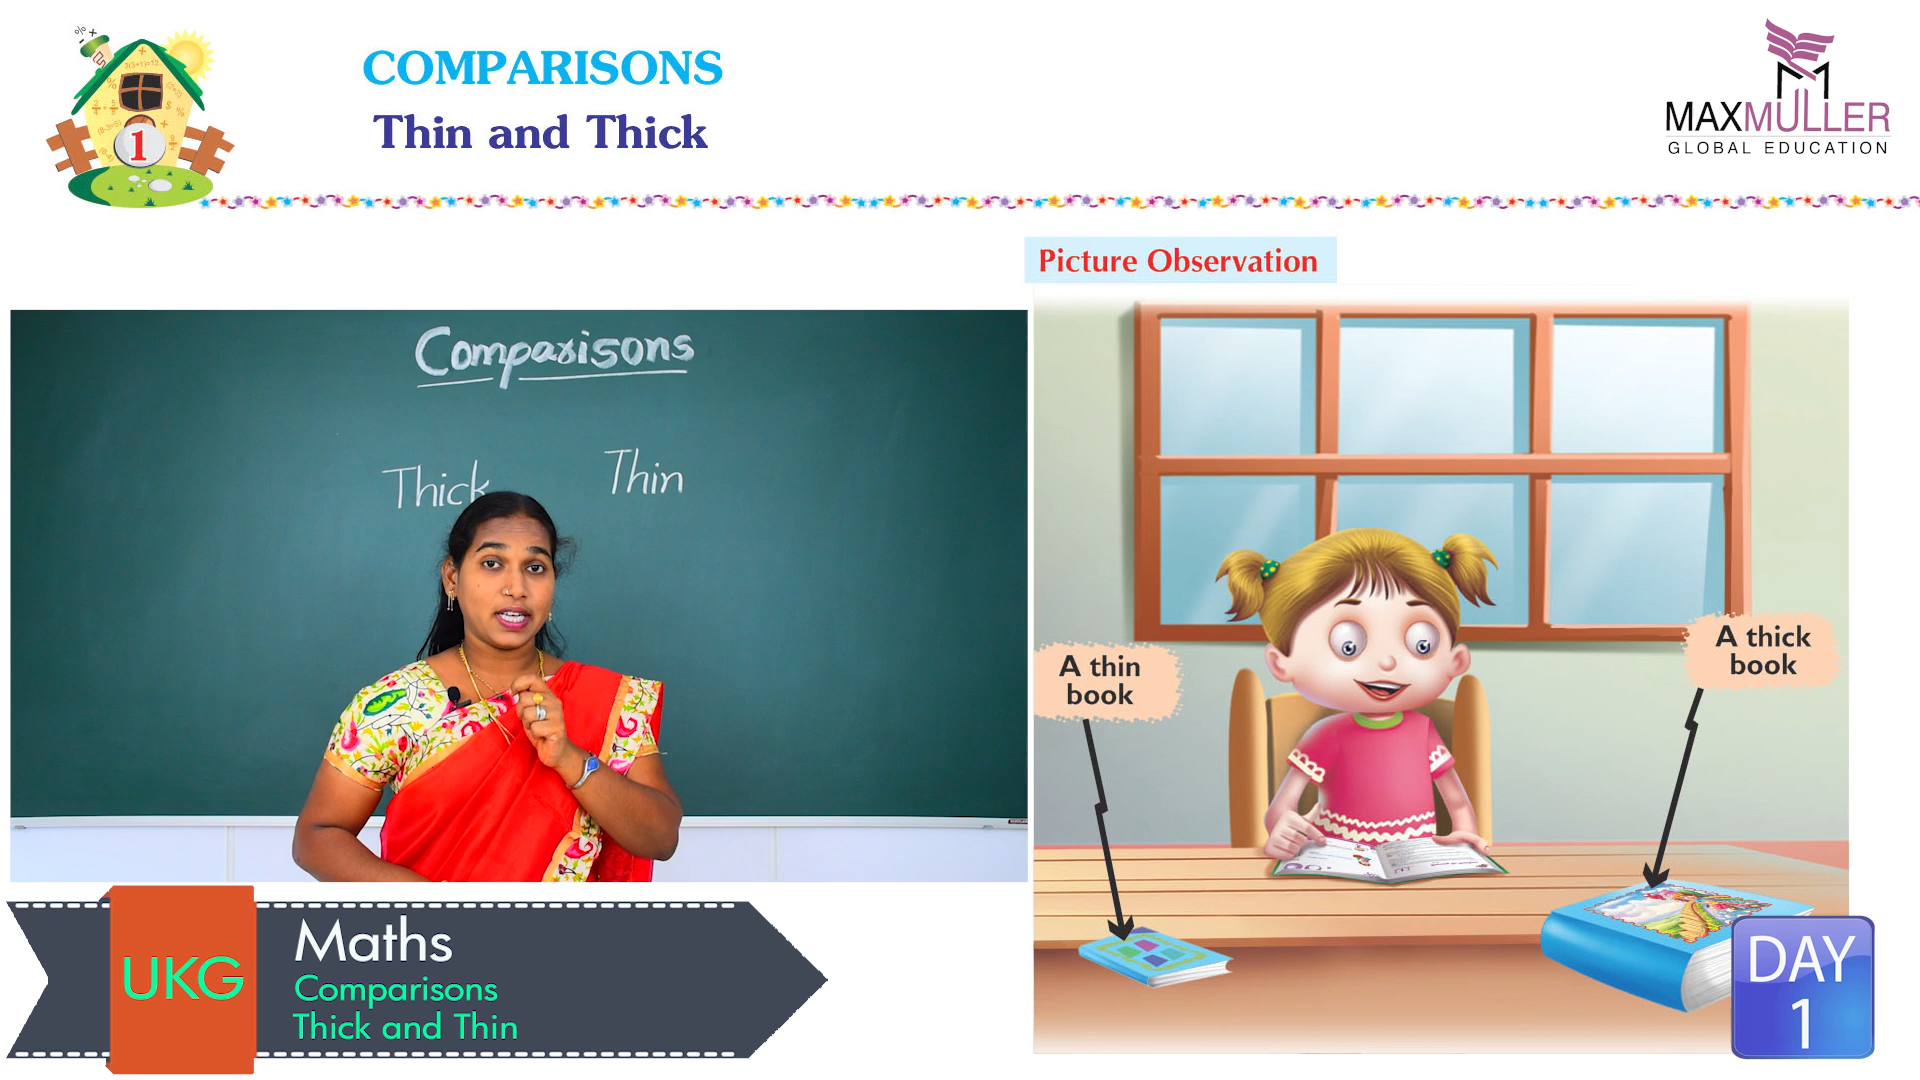 COMPARISONS
Thin and Thick
1
MAXMULLER
GLOBAL EDUCATION
Picture Observation
Comparisons
Thick
Thin
A thin
book
A thick
book
UKG
Maths
Comparisons
Thick and Thin
DAY
1